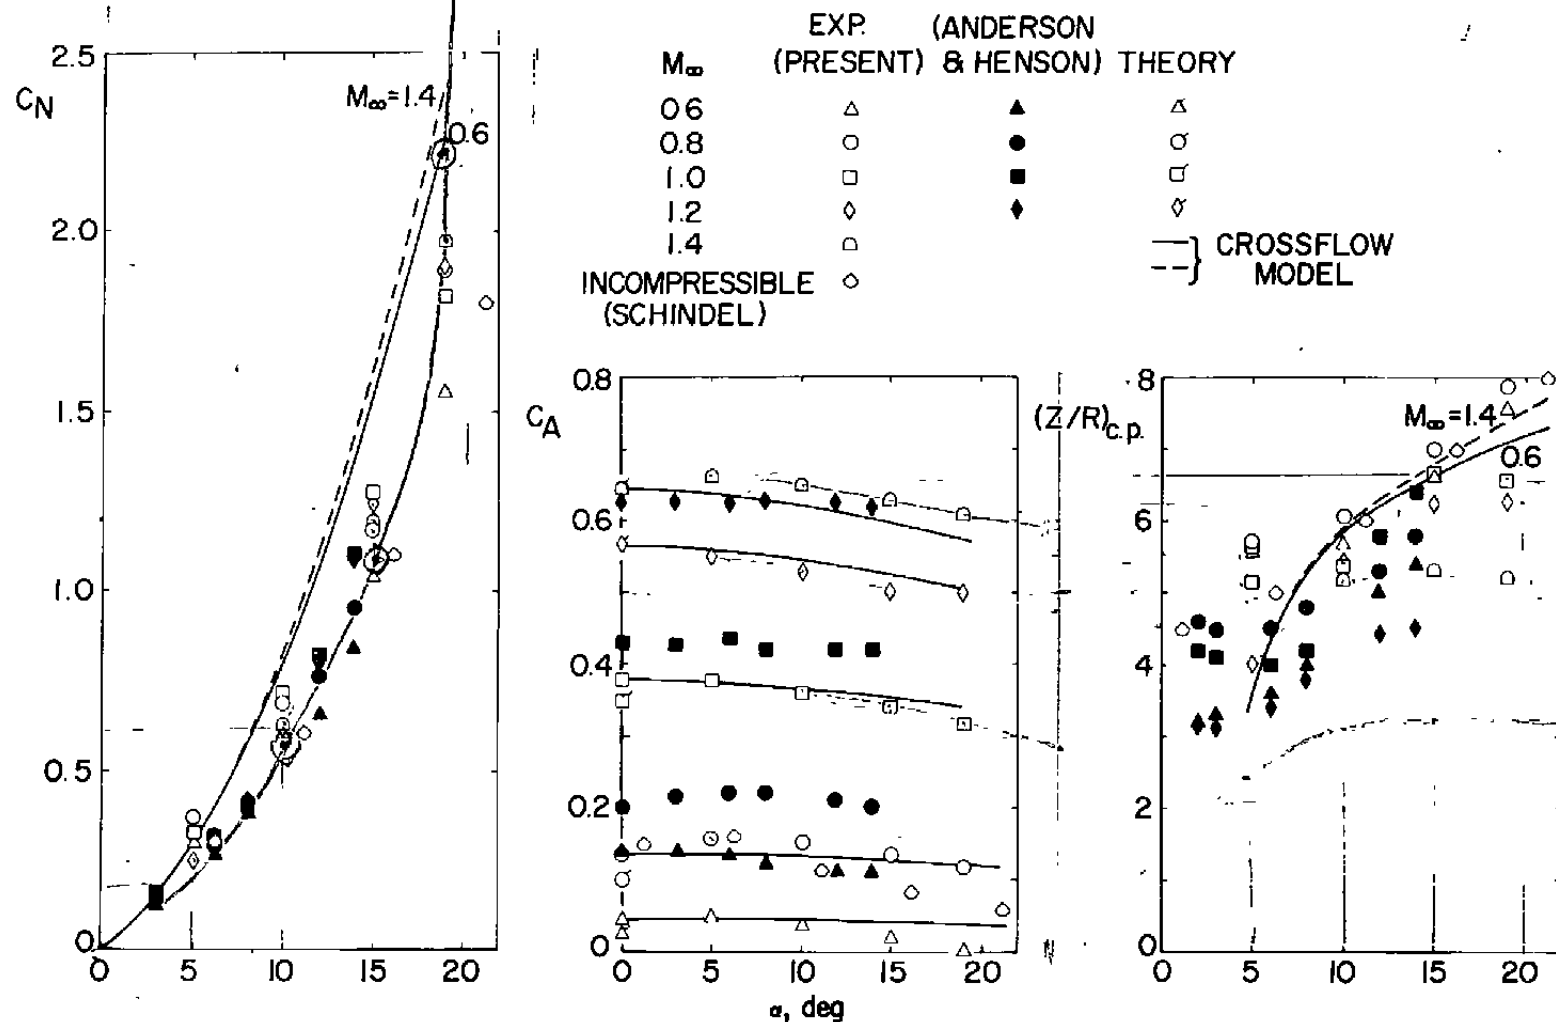 EXP. (ANDERSON
M∞ (PRESENT) & HENSON) THEORY
0.6
0.8
1.0
1.2
1.4
INCOMPRESSIBLE
(SCHINDEL)
CROSSFLOW
MODEL
2.5
CN
M∞=1.4
0.6
2.0
1.5
1.0
0.5
0
0 5 10 15 20
0.8
CA
0.6
0.4
0.2
0
0 5 10 15 20
α, deg
8
(Z/R)c.p.
M∞=1.4
0.6
6
4
2
0
0 5 10 15 20